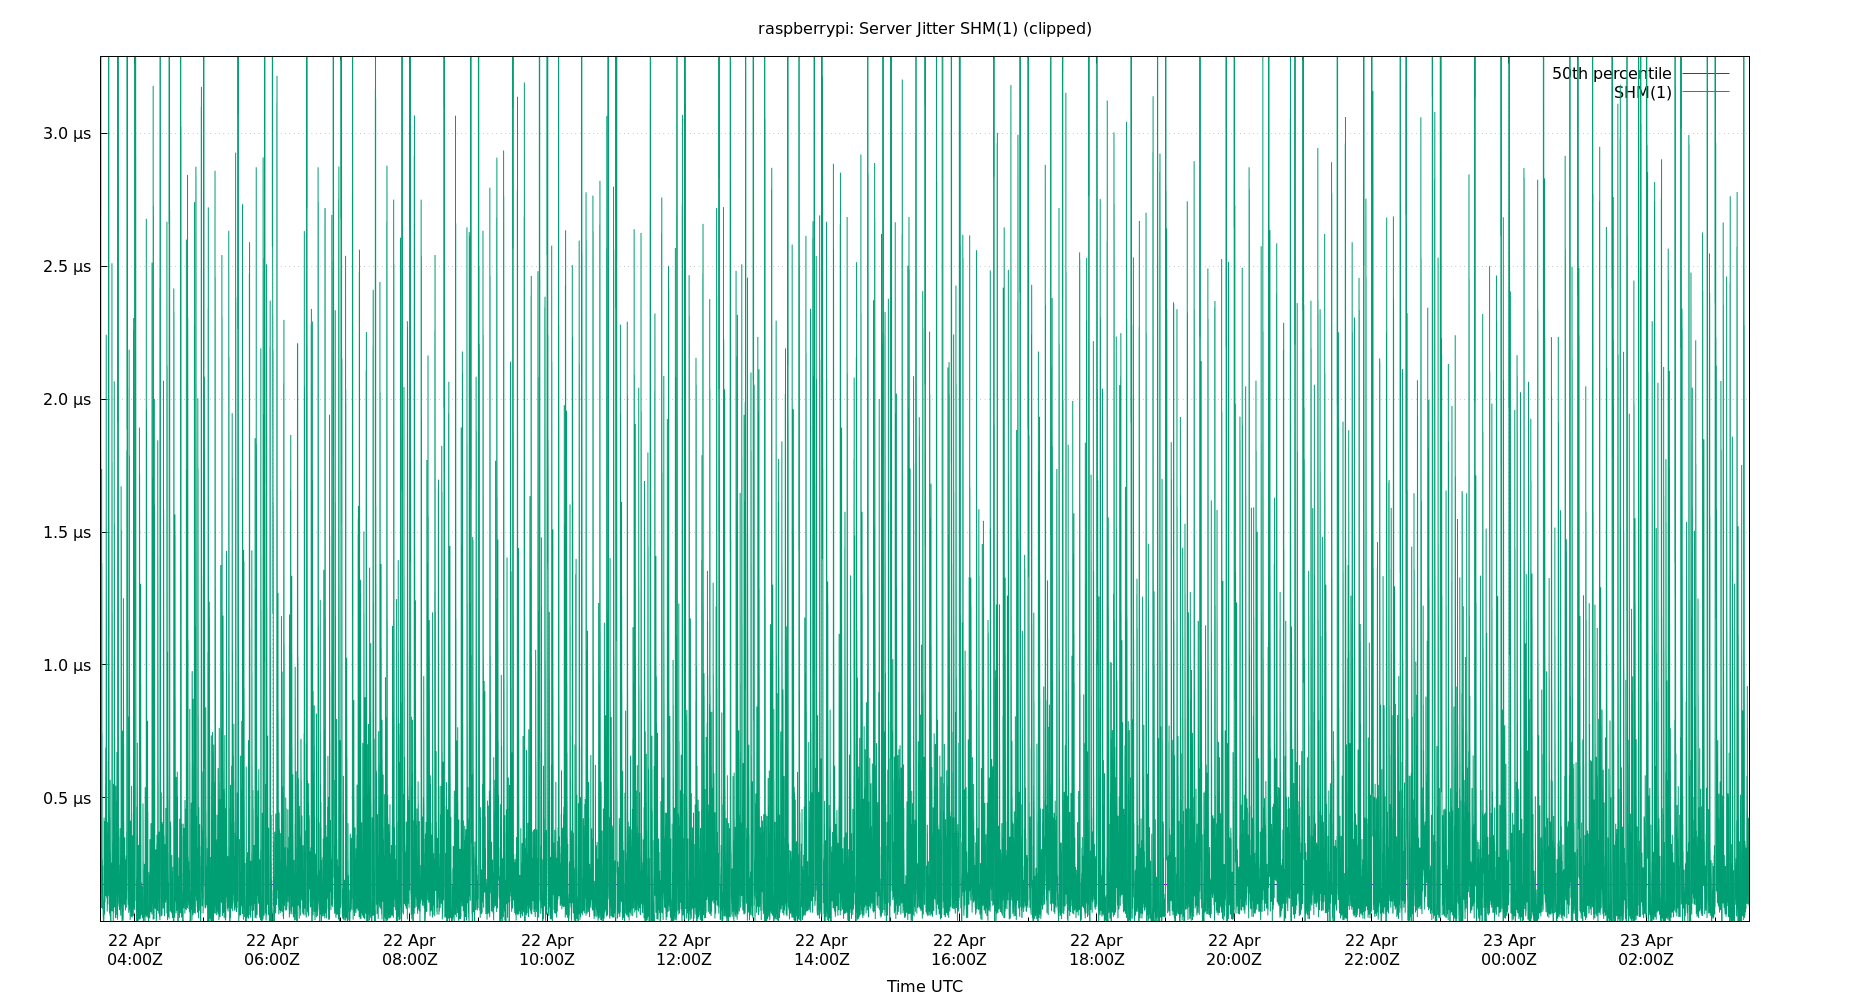 raspberrypi: Server Jitter SHM(1) (clipped)
50th percentile
SHM(1)
3.0 µs
2.5 µs
2.0 µs
1.5 µs
1.0 µs
0.5 µs
22 Apr 22 Apr 22 Apr 22 Apr 22 Apr 22 Apr 22 Apr 22 Apr 22 Apr 22 Apr 23 Apr 23 Apr
04:00Z 06:00Z 08:00Z 10:00Z 12:00Z 14:00Z 16:00Z 18:00Z 20:00Z 22:00Z 00:00Z 02:00Z
Time UTC